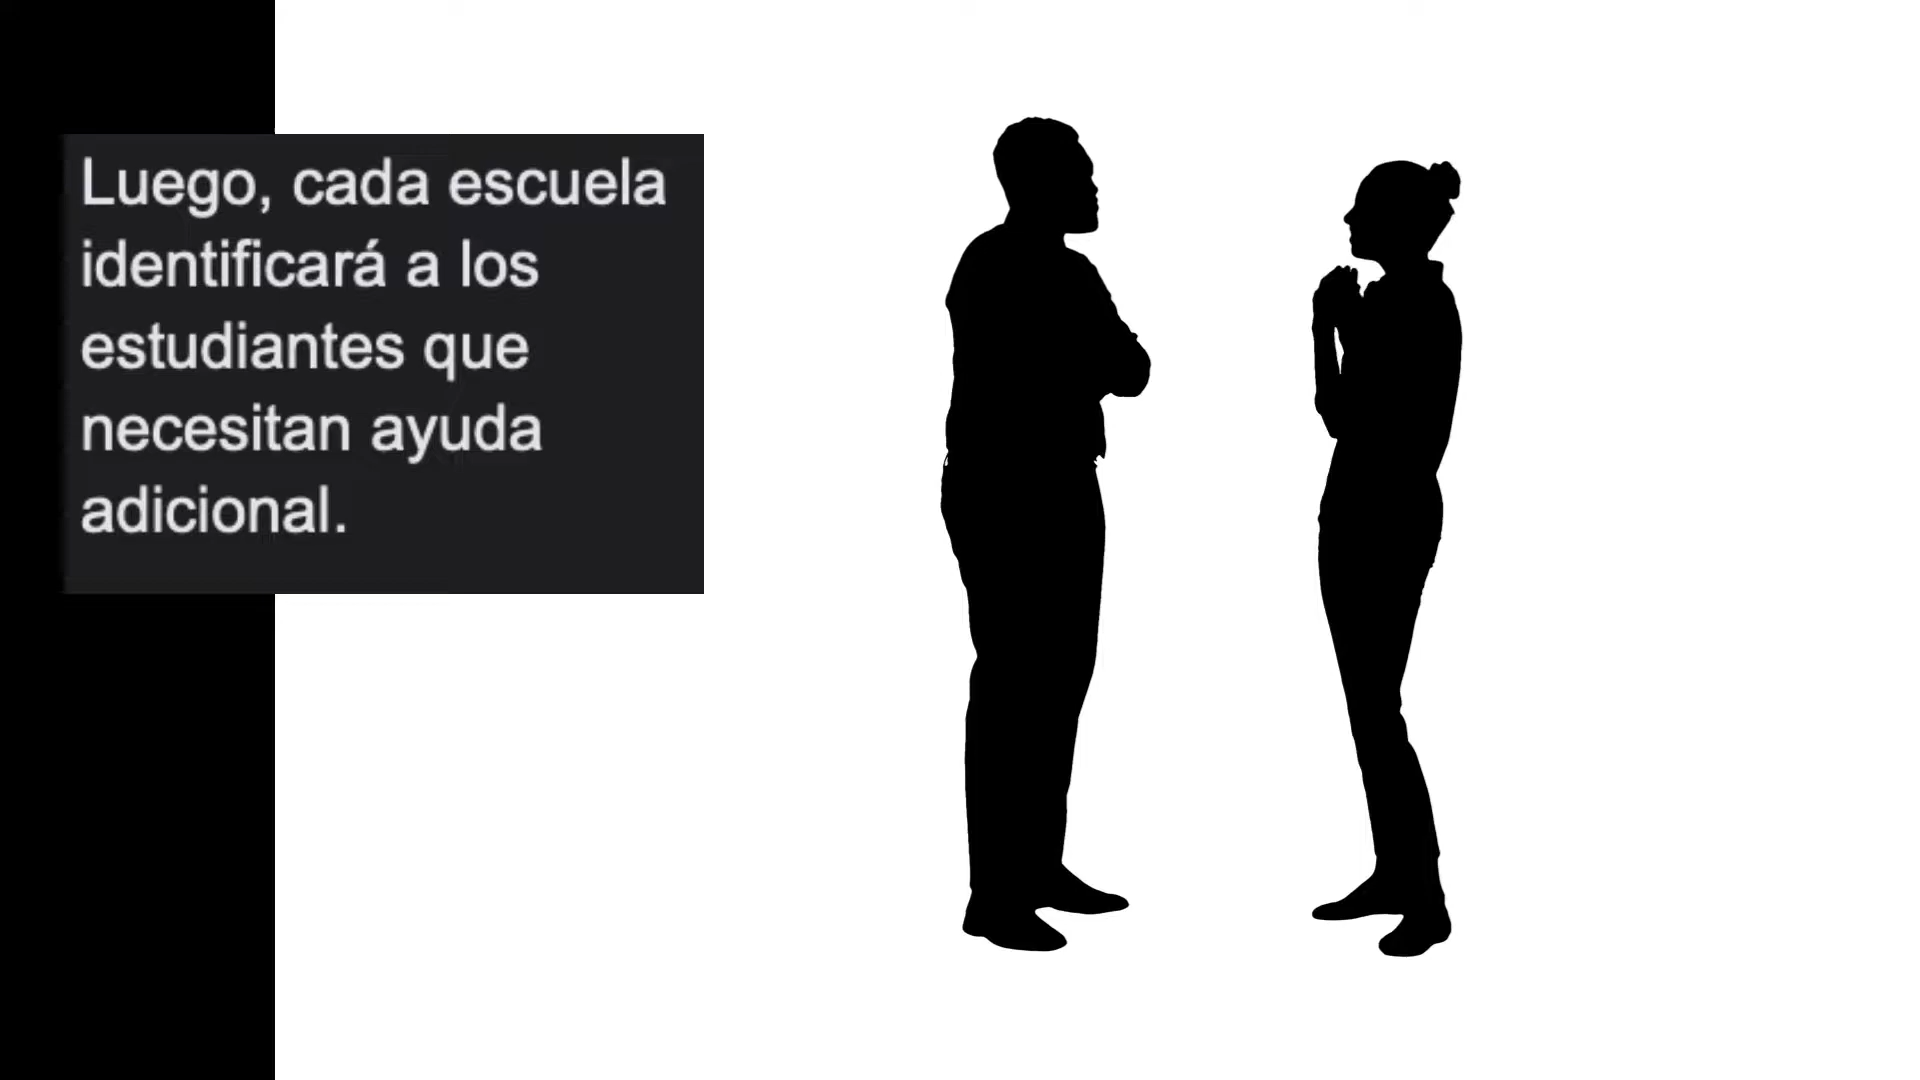 Luego, cada escuela
identificará a los
estudiantes que
necesitan ayuda
adicional.